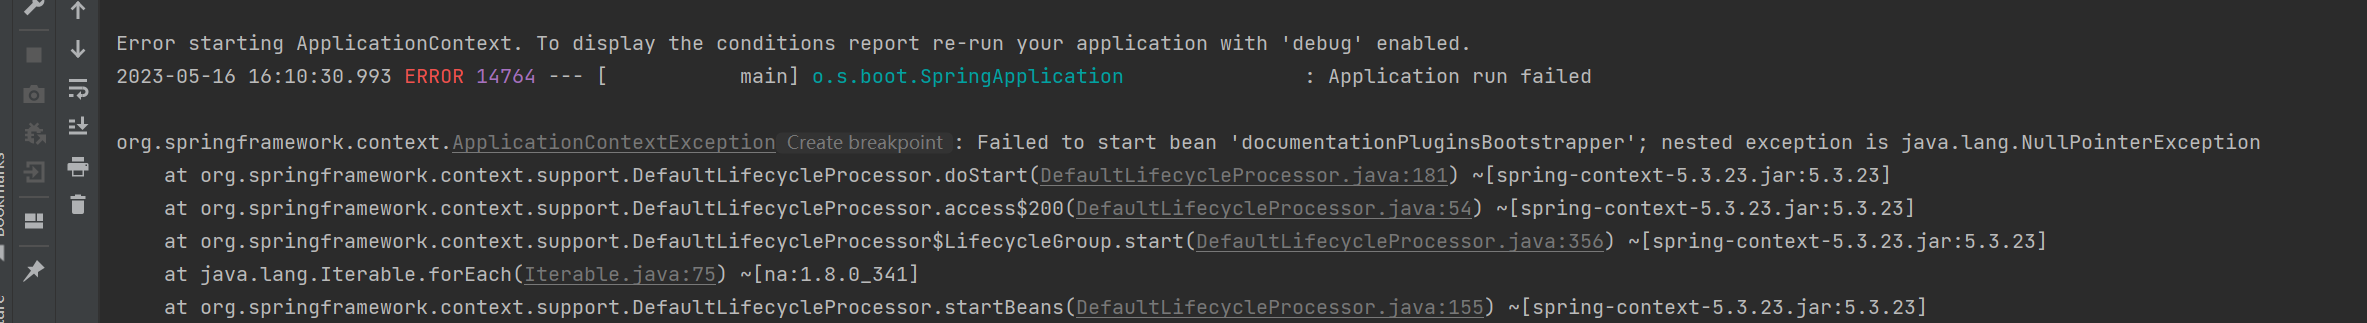 Error starting ApplicationContext. To display the conditions report re-run your application with 'debug' enabled.
2023-05-16 16:10:30.993 ERROR 14764 --- [           main] o.s.boot.SpringApplication               : Application run failed
org.springframework.context.ApplicationContextException Create breakpoint : Failed to start bean 'documentationPluginsBootstrapper'; nested exception is java.lang.NullPointerException
    at org.springframework.context.support.DefaultLifecycleProcessor.doStart(DefaultLifecycleProcessor.java:181) ~[spring-context-5.3.23.jar:5.3.23]
    at org.springframework.context.support.DefaultLifecycleProcessor.access$200(DefaultLifecycleProcessor.java:54) ~[spring-context-5.3.23.jar:5.3.23]
    at org.springframework.context.support.DefaultLifecycleProcessor$LifecycleGroup.start(DefaultLifecycleProcessor.java:356) ~[spring-context-5.3.23.jar:5.3.23]
    at java.lang.Iterable.forEach(Iterable.java:75) ~[na:1.8.0_341]
    at org.springframework.context.support.DefaultLifecycleProcessor.startBeans(DefaultLifecycleProcessor.java:155) ~[spring-context-5.3.23.jar:5.3.23]